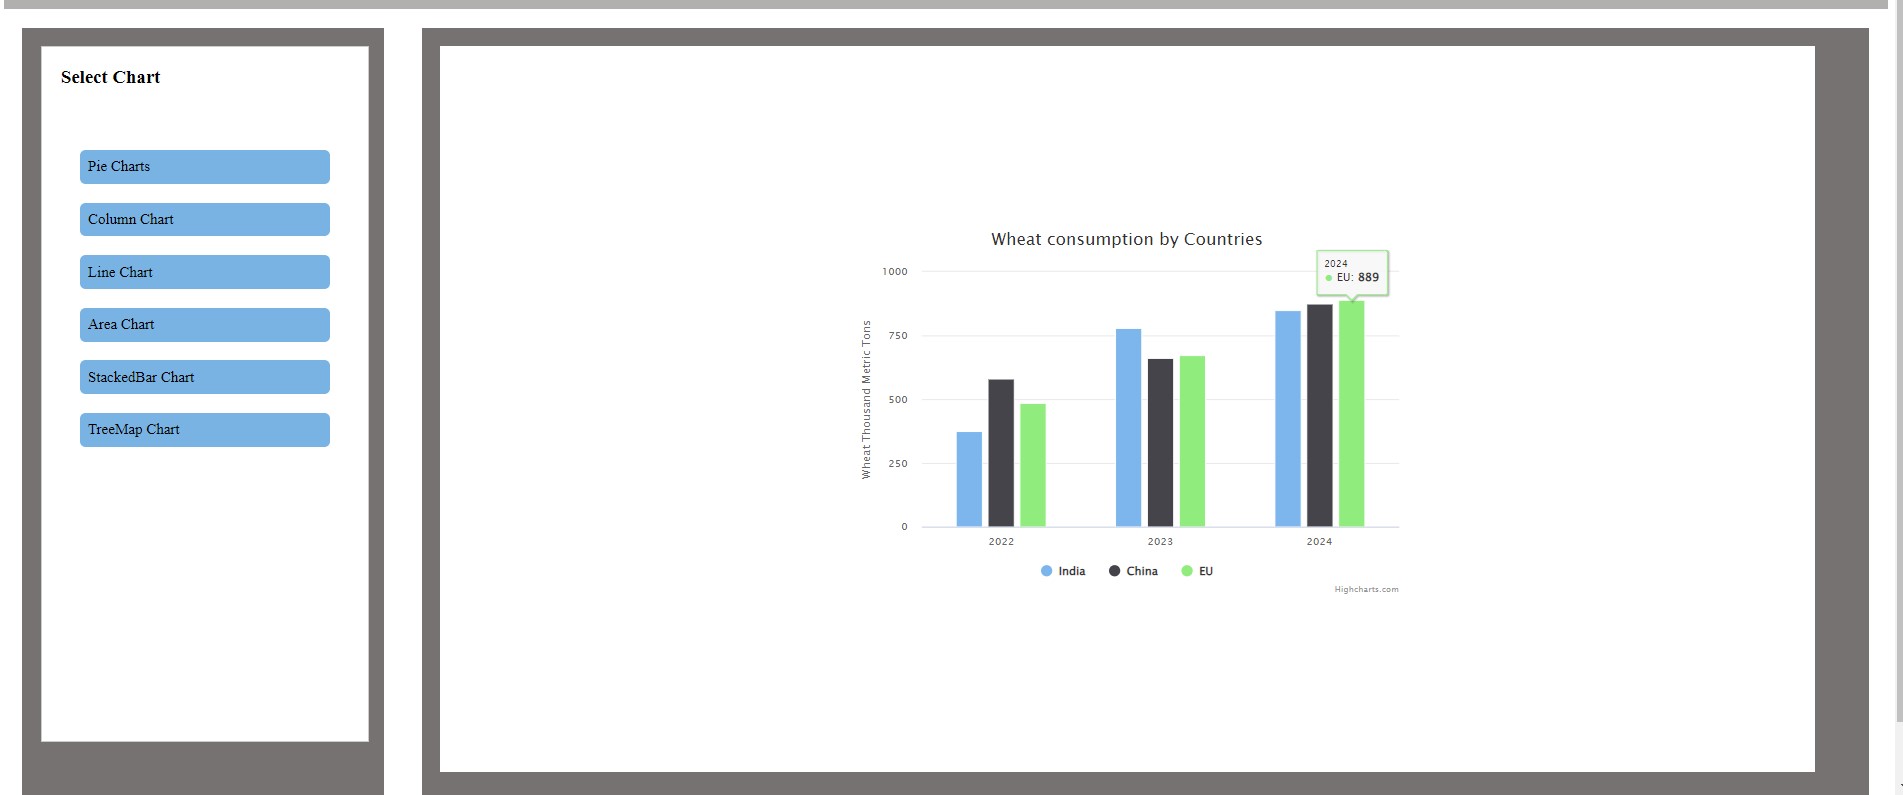 Select Chart
Pie Charts
Column Chart
Line Chart
Area Chart
StackedBar Chart
TreeMap Chart
Wheat consumption by Countries
Wheat Thousand Metric Tons
1000
750
500
250
0
2024
EU: 889
2022 2023 2024
India China EU
Highcharts.com